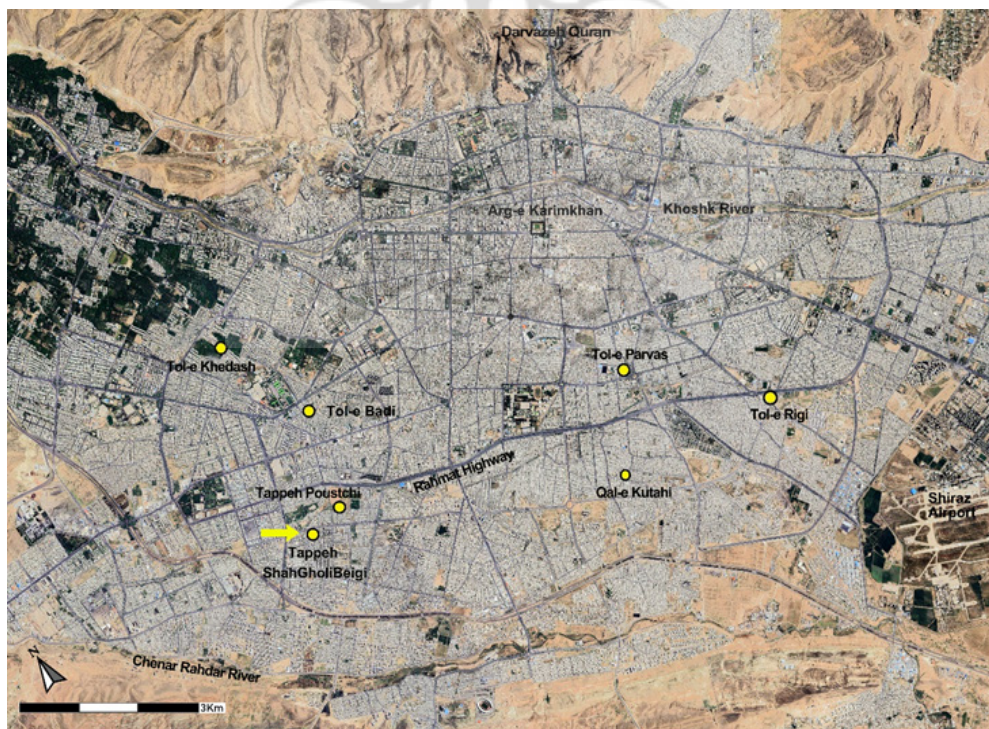 Darvazeh Quran
Arg-e Karimkhan
Khoshk River
Tol-e Khedash
Tol-e Parvas
Tol-e Badi
Tol-e Rigi
Rahmat Highway
Tappeh Poustchi
Qal-e Kutahi
Shiraz
Airport
Tappeh
ShahGholiBeigi
Chenar Rahdar River
N
3Km